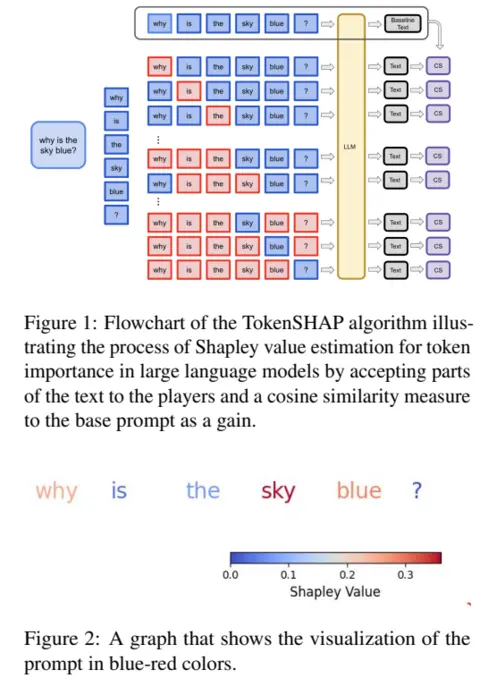 why is the sky blue ? Baseline Text
why is the sky blue ? Text CS
why is the sky blue ? Text CS
why is the sky blue ? Text CS
why is the sky blue ? Text CS
why is the sky blue ? Text CS
why is the sky blue ? Text CS
why is the sky blue ? Text CS
why is the sky blue ? Text CS
why is the
sky blue?
why
is
the
sky
blue
?
LLM
Figure 1: Flowchart of the TokenSHAP algorithm illus-
trating the process of Shapley value estimation for token
importance in large language models by accepting parts
of the text to the players and a cosine similarity measure
to the base prompt as a gain.
why is the sky blue ?
0.0 0.1 0.2 0.3
Shapley Value
Figure 2: A graph that shows the visualization of the
prompt in blue-red colors.